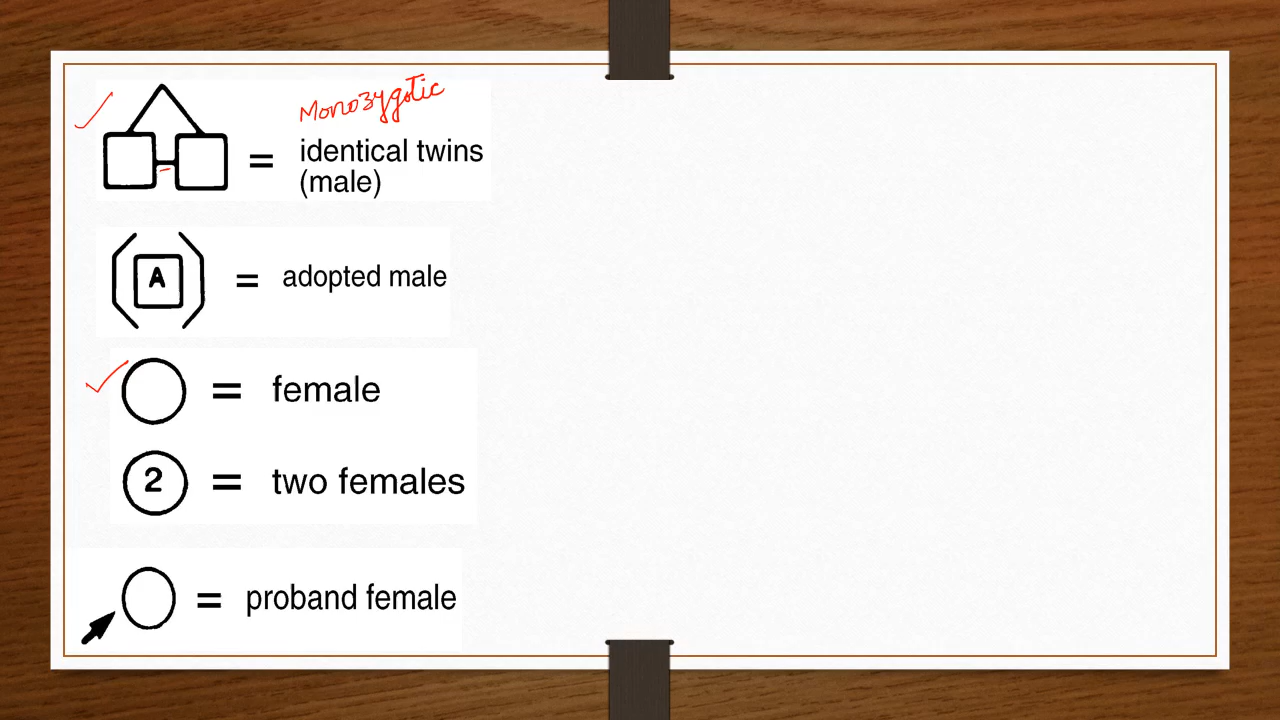 Monozygotic
= identical twins
(male)
A = adopted male
= female
2 = two females
= proband female